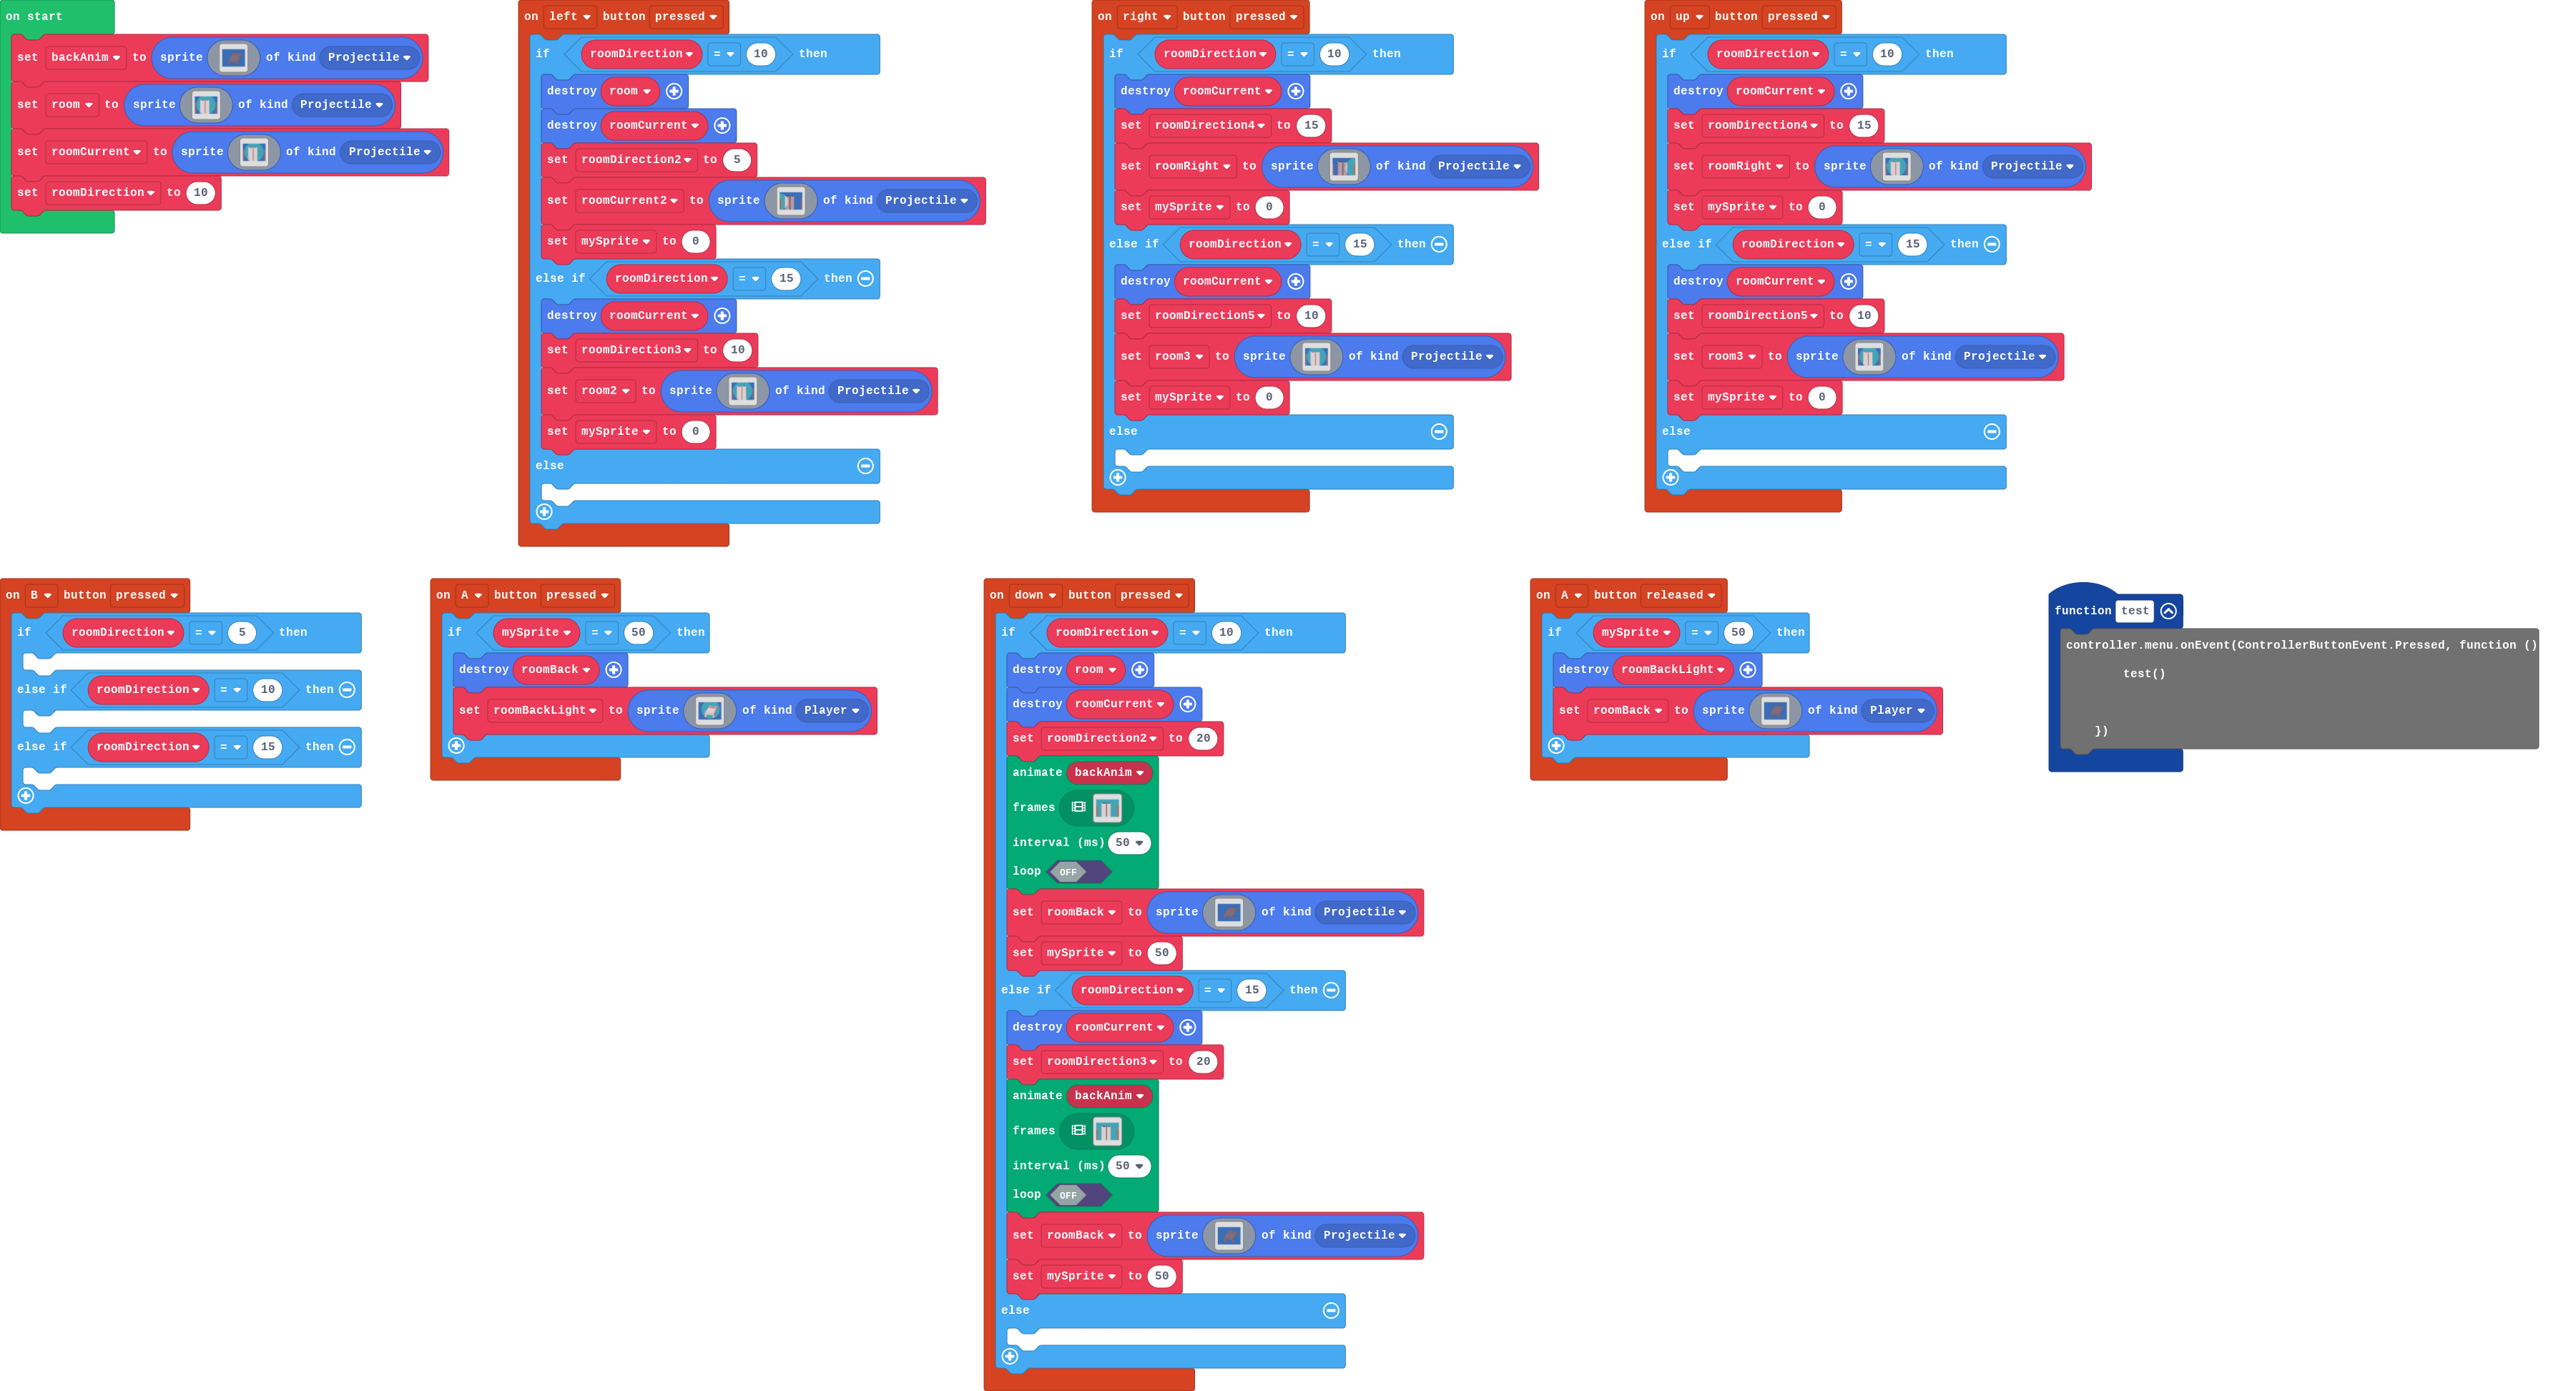 on start
set backAnim to sprite of kind Projectile
set room to sprite of kind Projectile
set roomCurrent to sprite of kind Projectile
set roomDirection to 10
on left button pressed
if roomDirection = 10 then
destroy room
destroy roomCurrent
set roomDirection2 to 5
set roomCurrent2 to sprite of kind Projectile
set mySprite to 0
else if roomDirection = 15 then
destroy roomCurrent
set roomDirection3 to 10
set room2 to sprite of kind Projectile
set mySprite to 0
else
on right button pressed
if roomDirection = 10 then
destroy roomCurrent
set roomDirection4 to 15
set roomRight to sprite of kind Projectile
set mySprite to 0
else if roomDirection = 15 then
destroy roomCurrent
set roomDirection5 to 10
set room3 to sprite of kind Projectile
set mySprite to 0
else
on up button pressed
if roomDirection = 10 then
destroy roomCurrent
set roomDirection4 to 15
set roomRight to sprite of kind Projectile
set mySprite to 0
else if roomDirection = 15 then
destroy roomCurrent
set roomDirection5 to 10
set room3 to sprite of kind Projectile
set mySprite to 0
else
on B button pressed
if roomDirection = 5 then
else if roomDirection = 10 then
else if roomDirection = 15 then
on A button pressed
if mySprite = 50 then
destroy roomBack
set roomBackLight to sprite of kind Player
on down button pressed
if roomDirection = 10 then
destroy room
destroy roomCurrent
set roomDirection2 to 20
animate backAnim
frames
interval (ms) 50
loop OFF
set roomBack to sprite of kind Projectile
set mySprite to 50
else if roomDirection = 15 then
destroy roomCurrent
set roomDirection3 to 20
animate backAnim
frames
interval (ms) 50
loop OFF
set roomBack to sprite of kind Projectile
set mySprite to 50
else
on A button released
if mySprite = 50 then
destroy roomBackLight
set roomBack to sprite of kind Player
function test
controller.menu.onEvent(ControllerButtonEvent.Pressed, function ()
test()
})